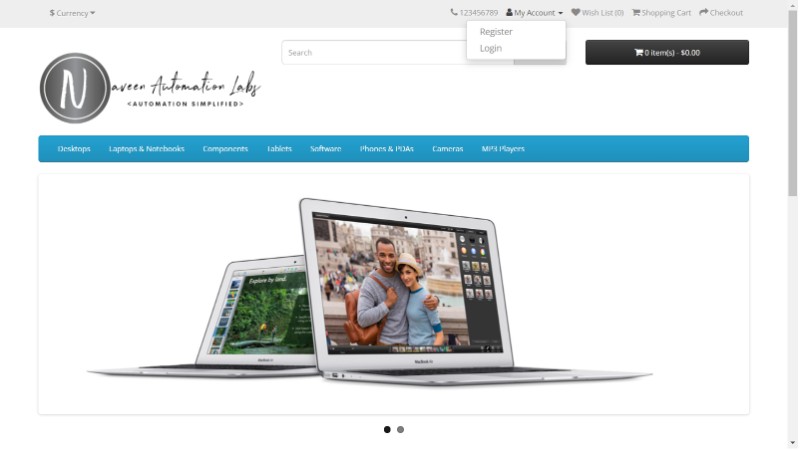 $ Currency
123456789
My Account
Wish List (0)
Shopping Cart
Checkout
Register
Login
Search
0 item(s) - $0.00
N
aveen Automation Labs
<AUTOMATION SIMPLIFIED>
Desktops
Laptops & Notebooks
Components
Tablets
Software
Phones & PDAs
Cameras
MP3 Players
Explore by land.
MacBook Air
MacBook Air